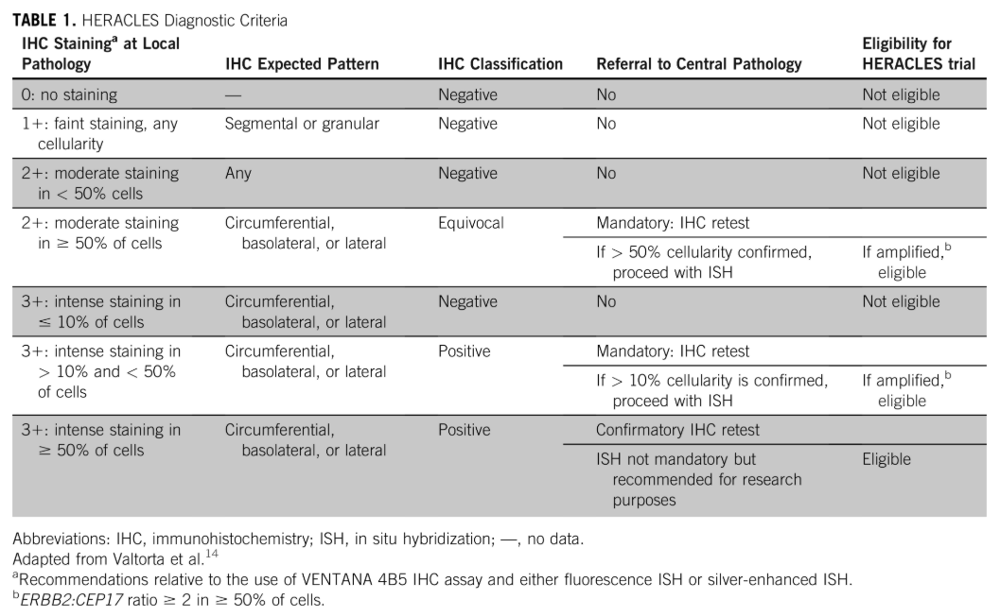 TABLE 1. HERACLES Diagnostic Criteria
IHC Stainingᵃ at Local Pathology | IHC Expected Pattern | IHC Classification | Referral to Central Pathology | Eligibility for HERACLES trial
0: no staining | — | Negative | No | Not eligible
1+: faint staining, any cellularity | Segmental or granular | Negative | No | Not eligible
2+: moderate staining in < 50% cells | Any | Negative | No | Not eligible
2+: moderate staining in ≥ 50% of cells | Circumferential, basolateral, or lateral | Equivocal | Mandatory: IHC retest
If > 50% cellularity confirmed, proceed with ISH | If amplified,ᵇ eligible
3+: intense staining in ≤ 10% of cells | Circumferential, basolateral, or lateral | Negative | No | Not eligible
3+: intense staining in > 10% and < 50% of cells | Circumferential, basolateral, or lateral | Positive | Mandatory: IHC retest
If > 10% cellularity is confirmed, proceed with ISH | If amplified,ᵇ eligible
3+: intense staining in ≥ 50% of cells | Circumferential, basolateral, or lateral | Positive | Confirmatory IHC retest
ISH not mandatory but recommended for research purposes | Eligible
Abbreviations: IHC, immunohistochemistry; ISH, in situ hybridization; —, no data.
Adapted from Valtorta et al.¹⁴
ᵃRecommendations relative to the use of VENTANA 4B5 IHC assay and either fluorescence ISH or silver-enhanced ISH.
ᵇERBB2:CEP17 ratio ≥ 2 in ≥ 50% of cells.